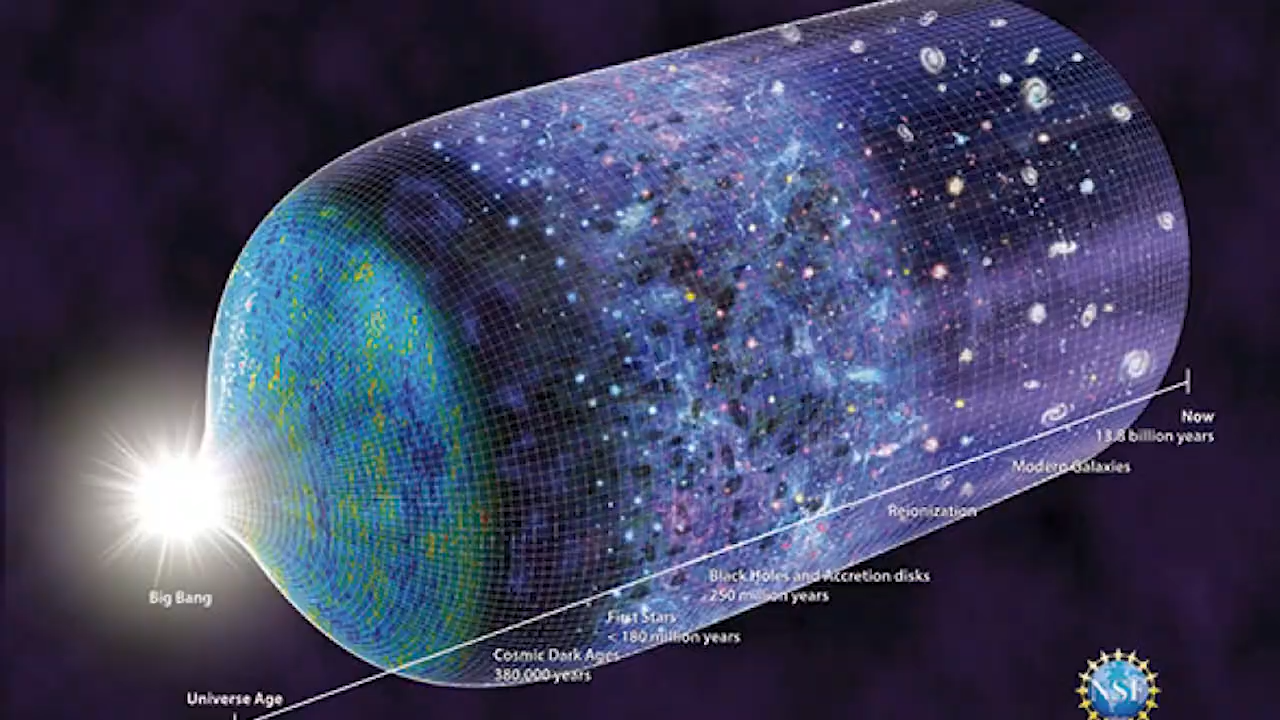 Now
13.8 billion years
Modern Galaxies
Reionization
Black Holes and Accretion disks
250 million years
First Stars
< 180 million years
Cosmic Dark Ages
380,000 years
Big Bang
Universe Age
NSF